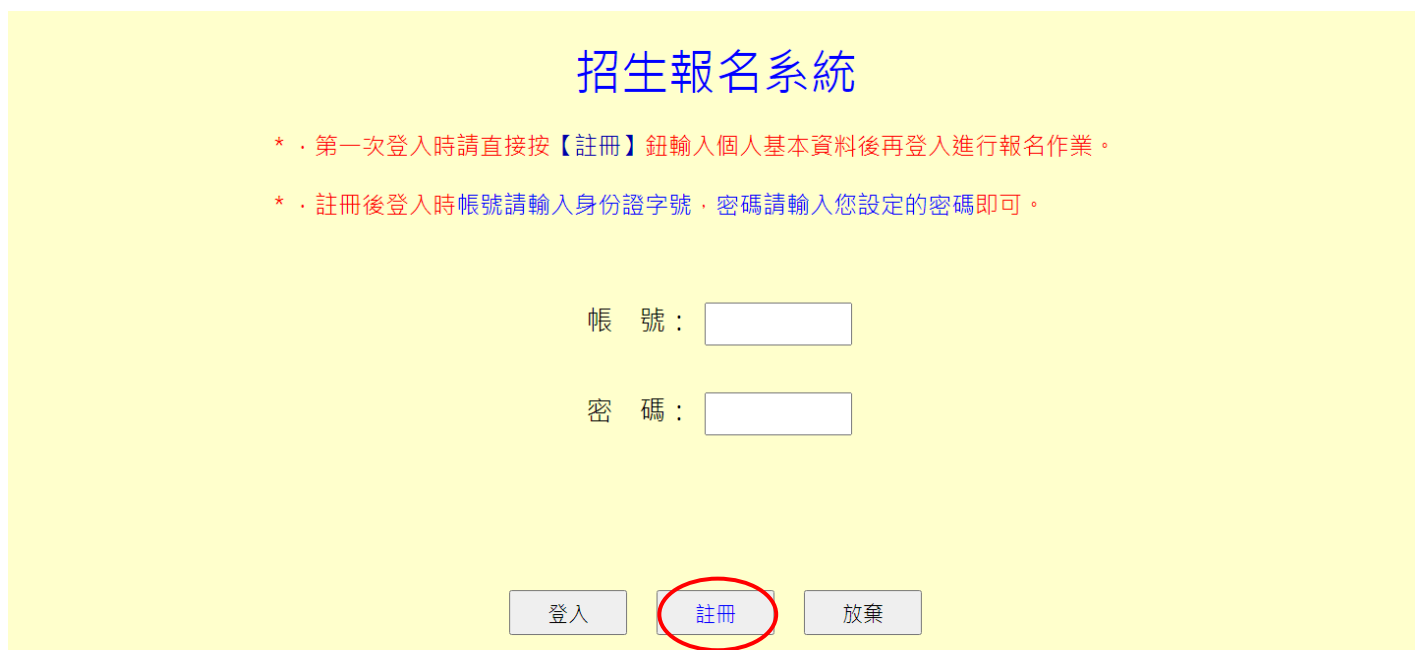 招生報名系統
*﹒第一次登入時請直接按【註冊】鈕輸入個人基本資料後再登入進行報名作業。
*﹒註冊後登入時帳號請輸入身份證字號﹒密碼請輸入您設定的密碼即可。
帳　號：
密　碼：
登入　註冊　放棄